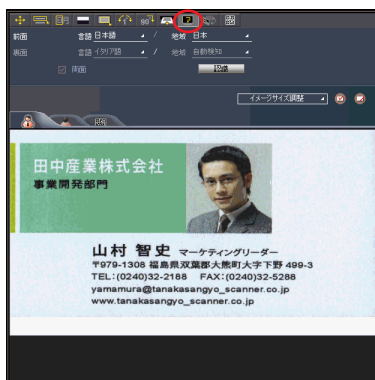 90°
前面 言語 日本語 / 地域 日本
裏面 言語 イタリア語 / 地域 自動検知
両面 認識
イメージサイズ調整
田中産業株式会社
事業開発部門
山村 智史 マーケティングリーダー
〒979-1308 福島県双葉郡大熊町大字下野 499-3
TEL:(0240)32-2188 FAX:(0240)32-5288
yamamura@tanakasangyo_scanner.co.jp
www.tanakasangyo_scanner.co.jp